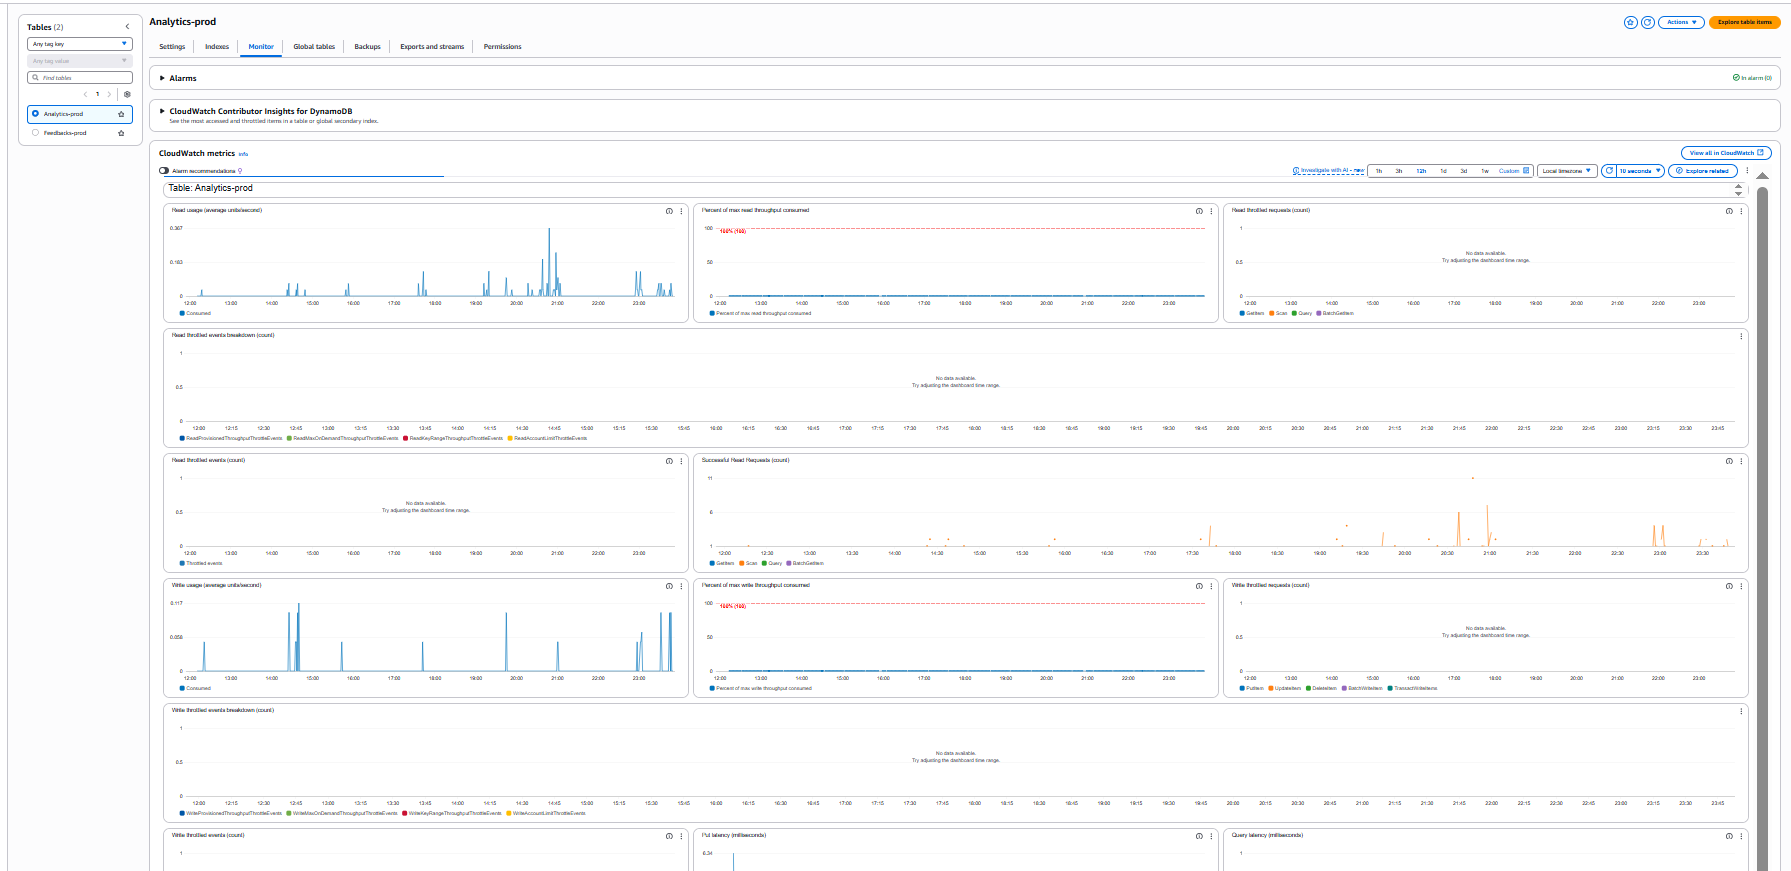 Tables (2)
Any tag key
Any tag value
Find tables
1
Analytics-prod
Feedbacks-prod
Analytics-prod
Actions
Explore table items
Settings
Indexes
Monitor
Global tables
Backups
Exports and streams
Permissions
Alarms
In alarm (0)
CloudWatch Contributor Insights for DynamoDB
See the most accessed and throttled items in a table or global secondary index.
CloudWatch metrics Info
View all in CloudWatch
Alarm recommendations
Investigate with AI - new
1h 3h 12h 1d 3d 1w Custom
Local timezone
10 seconds
Explore related
Table: Analytics-prod
Read usage (average units/second)
0.367
0.183
0
12:00 13:00 14:00 15:00 16:00 17:00 18:00 19:00 20:00 21:00 22:00 23:00
Consumed
Percent of max read throughput consumed
100
100% (100)
50
0
12:00 13:00 14:00 15:00 16:00 17:00 18:00 19:00 20:00 21:00 22:00 23:00
Percent of max read throughput consumed
Read throttled requests (count)
1
No data available.
Try adjusting the dashboard time range.
0.5
0
12:00 13:00 14:00 15:00 16:00 17:00 18:00 19:00 20:00 21:00 22:00 23:00
GetItem Scan Query BatchGetItem
Read throttled events breakdown (count)
1
No data available.
Try adjusting the dashboard time range.
0.5
0
12:00 12:15 12:30 12:45 13:00 13:15 13:30 13:45 14:00 14:15 14:30 14:45 15:00 15:15 15:30 15:45 16:00 16:15 16:30 16:45 17:00 17:15 17:30 17:45 18:00 18:15 18:30 18:45 19:00 19:15 19:30 19:45 20:00 20:15 20:30 20:45 21:00 21:15 21:30 21:45 22:00 22:15 22:30 22:45 23:00 23:15 23:30 23:45
ReadProvisionedThroughputThrottleEvents ReadMaxOnDemandThroughputThrottleEvents ReadKeyRangeThroughputThrottleEvents ReadAccountLimitThrottleEvents
Read throttled events (count)
1
No data available.
Try adjusting the dashboard time range.
0.5
0
12:00 13:00 14:00 15:00 16:00 17:00 18:00 19:00 20:00 21:00 22:00 23:00
Throttled events
Successful Read Requests (count)
11
6
1
12:00 12:30 13:00 13:30 14:00 14:30 15:00 15:30 16:00 16:30 17:00 17:30 18:00 18:30 19:00 19:30 20:00 20:30 21:00 21:30 22:00 22:30 23:00 23:30
GetItem Scan Query BatchGetItem
Write usage (average units/second)
0.117
0.058
0
12:00 13:00 14:00 15:00 16:00 17:00 18:00 19:00 20:00 21:00 22:00 23:00
Consumed
Percent of max write throughput consumed
100
100% (100)
50
0
12:00 13:00 14:00 15:00 16:00 17:00 18:00 19:00 20:00 21:00 22:00 23:00
Percent of max write throughput consumed
Write throttled requests (count)
1
No data available.
Try adjusting the dashboard time range.
0.5
0
12:00 13:00 14:00 15:00 16:00 17:00 18:00 19:00 20:00 21:00 22:00 23:00
PutItem UpdateItem DeleteItem BatchWriteItem TransactWriteItems
Write throttled events breakdown (count)
1
No data available.
Try adjusting the dashboard time range.
0.5
0
12:00 12:15 12:30 12:45 13:00 13:15 13:30 13:45 14:00 14:15 14:30 14:45 15:00 15:15 15:30 15:45 16:00 16:15 16:30 16:45 17:00 17:15 17:30 17:45 18:00 18:15 18:30 18:45 19:00 19:15 19:30 19:45 20:00 20:15 20:30 20:45 21:00 21:15 21:30 21:45 22:00 22:15 22:30 22:45 23:00 23:15 23:30 23:45
WriteProvisionedThroughputThrottleEvents WriteMaxOnDemandThroughputThrottleEvents WriteKeyRangeThroughputThrottleEvents WriteAccountLimitThrottleEvents
Write throttled events (count)
1
Put latency (milliseconds)
6.34
Query latency (milliseconds)
1